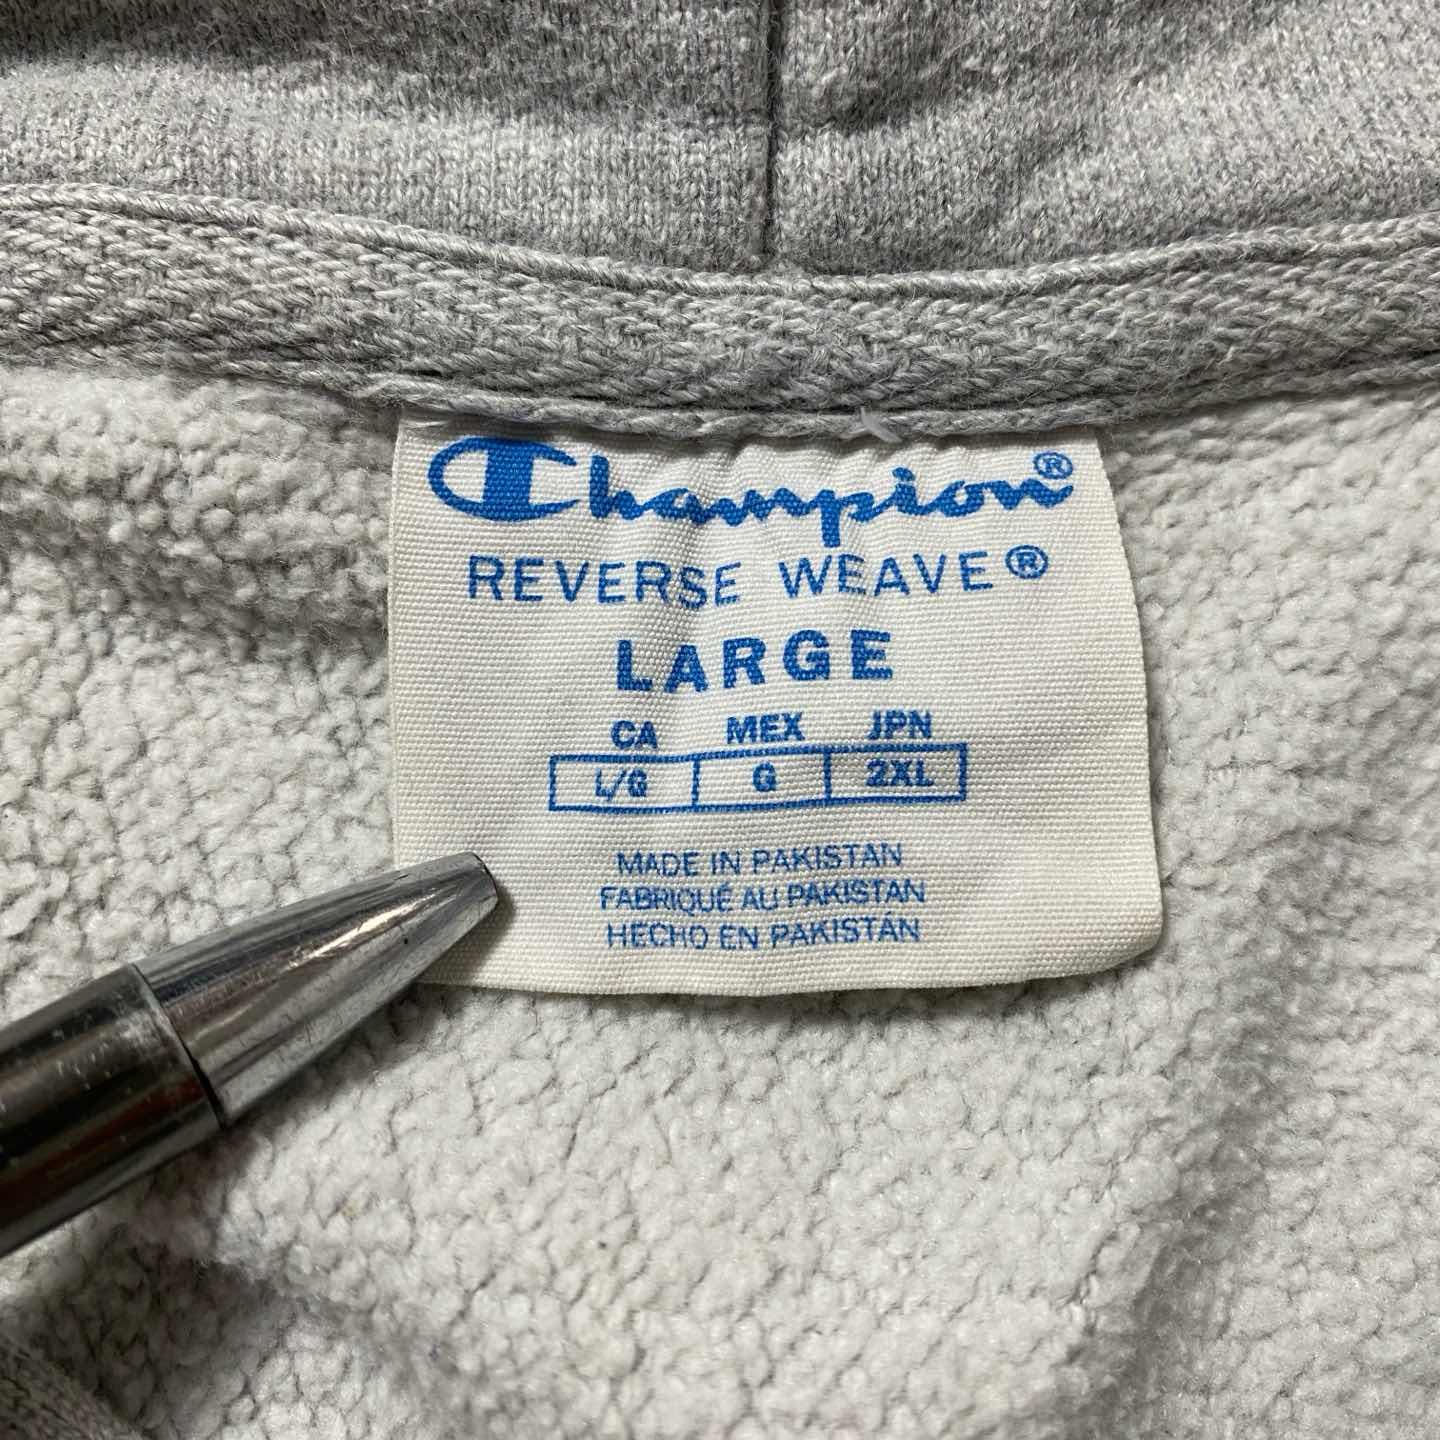 Champion®
REVERSE WEAVE®
LARGE
CA MEX JPN
L/G G 2XL
MADE IN PAKISTAN
FABRIQUÉ AU PAKISTAN
HECHO EN PAKISTÁN